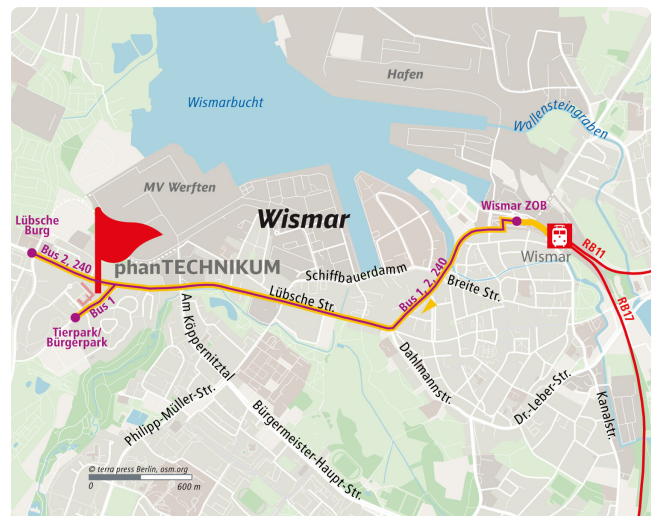 Hafen
Wismarbucht
Wallensteingraben
MV Werften
Wismar ZOB
Lübsche
Burg
Wismar
RB11
Bus 2, 240
phanTECHNIKUM
Wismar
Schiffbauerdamm
Bus 1, 2, 240
Breite Str.
RB17
Bus 1
Lübsche Str.
Tierpark/
Bürgerpark
Am Köppernitztal
Dahlmannstr.
Dr.-Leber-Str.
Kanalstr.
Philipp-Müller-Str.
Bürgermeister-Haupt-Str.
© terra press Berlin, osm.org
0
600 m